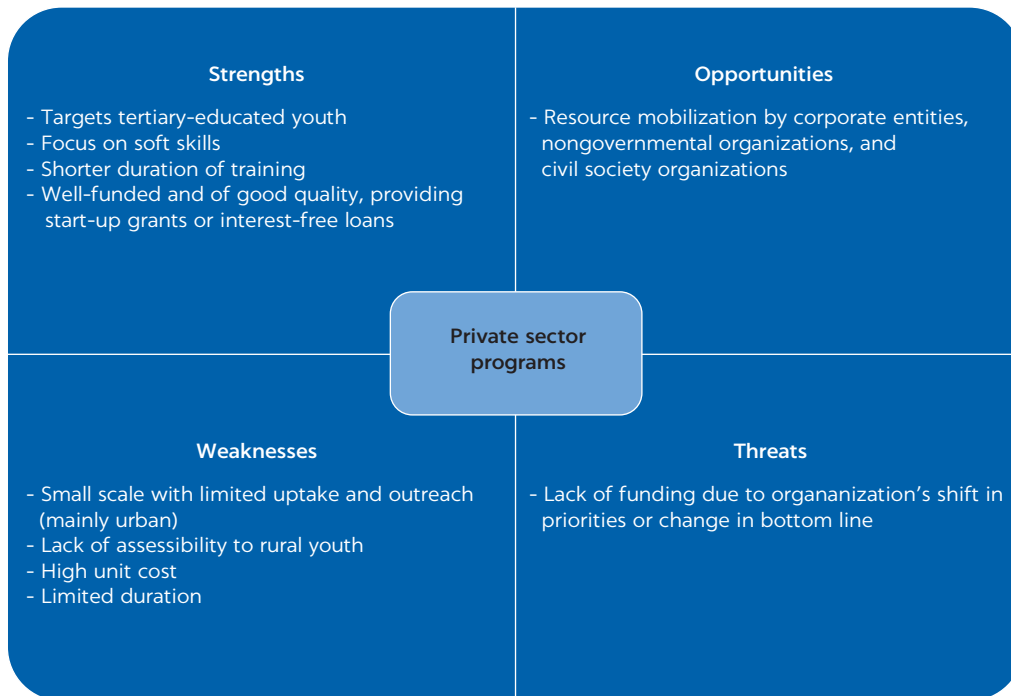 Strengths
- Targets tertiary-educated youth
- Focus on soft skills
- Shorter duration of training
- Well-funded and of good quality, providing
start-up grants or interest-free loans
Opportunities
- Resource mobilization by corporate entities,
nongovernmental organizations, and
civil society organizations
Private sector
programs
Weaknesses
- Small scale with limited uptake and outreach
(mainly urban)
- Lack of assessibility to rural youth
- High unit cost
- Limited duration
Threats
- Lack of funding due to organanization’s shift in
priorities or change in bottom line